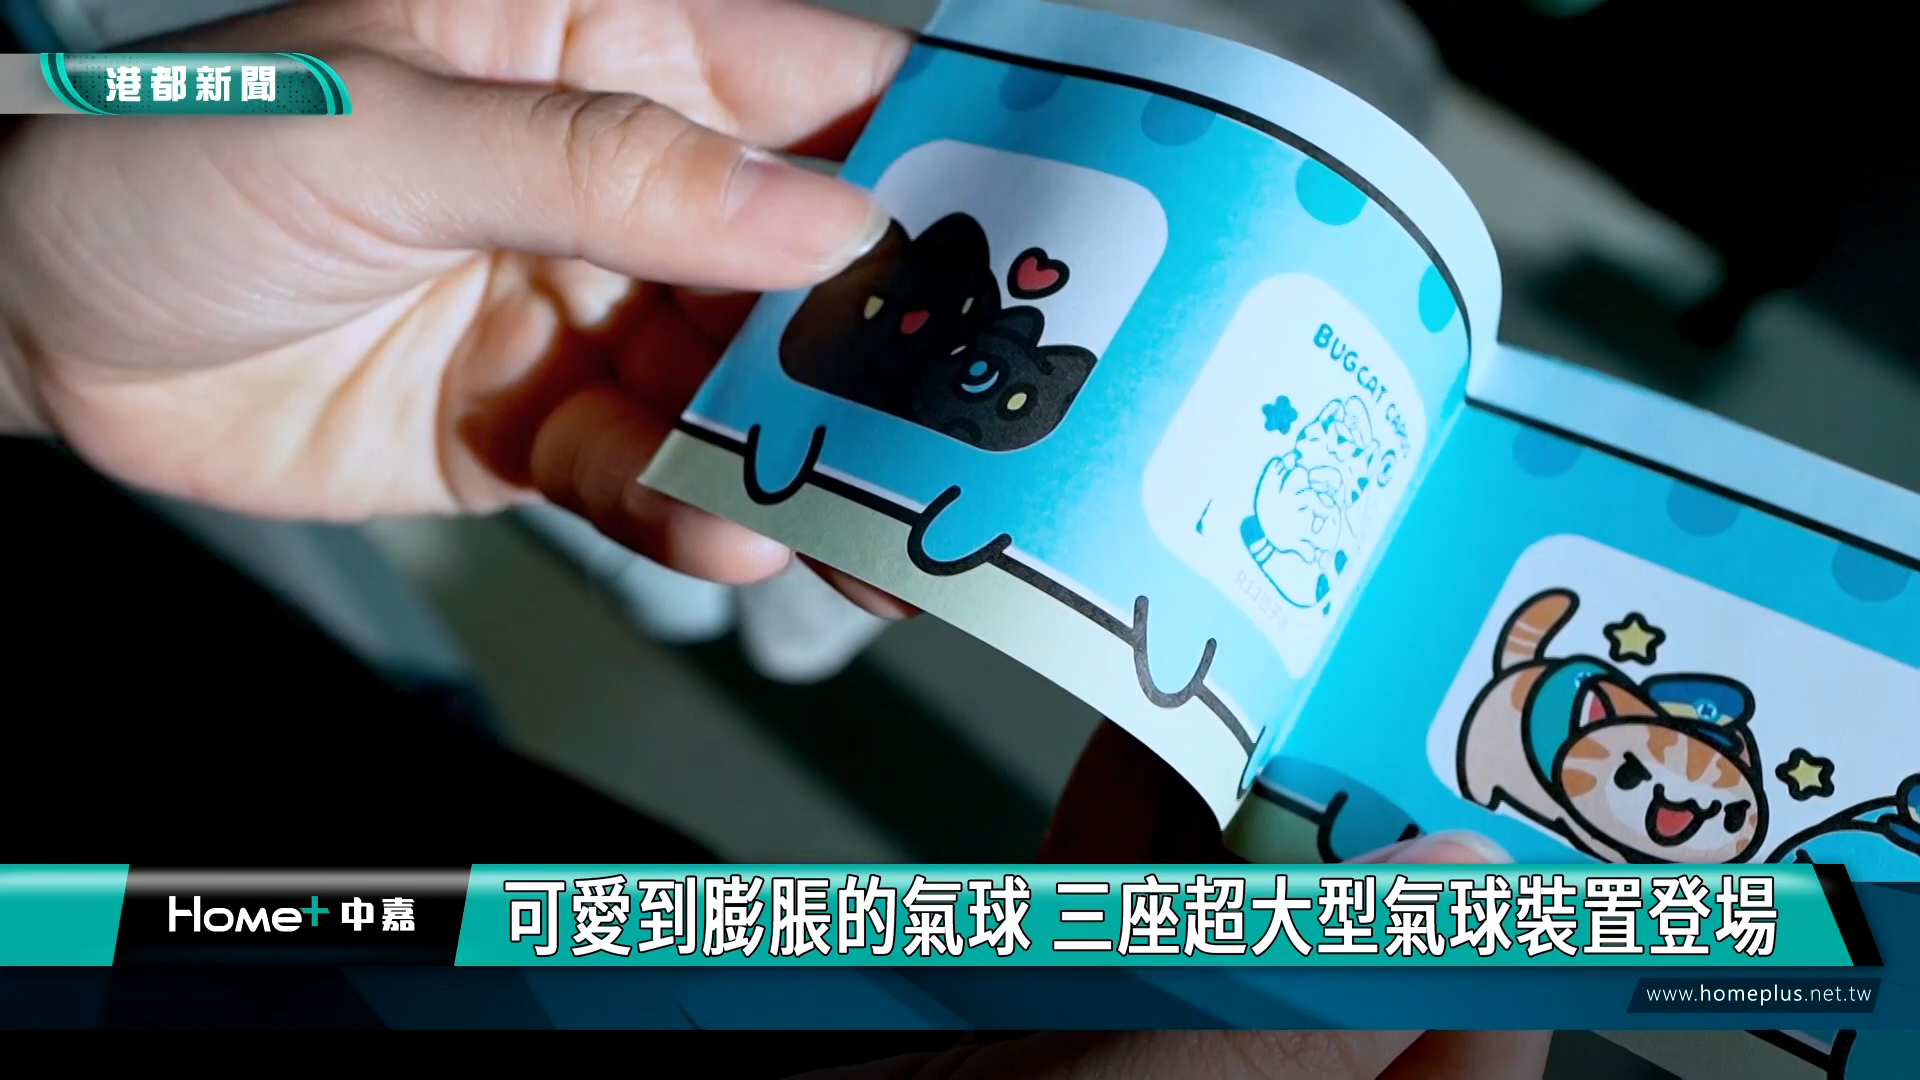 港都新聞
BUGCAT
Home+ 中嘉
可愛到膨脹的氣球 三座超大型氣球裝置登場
www.homeplus.net.tw